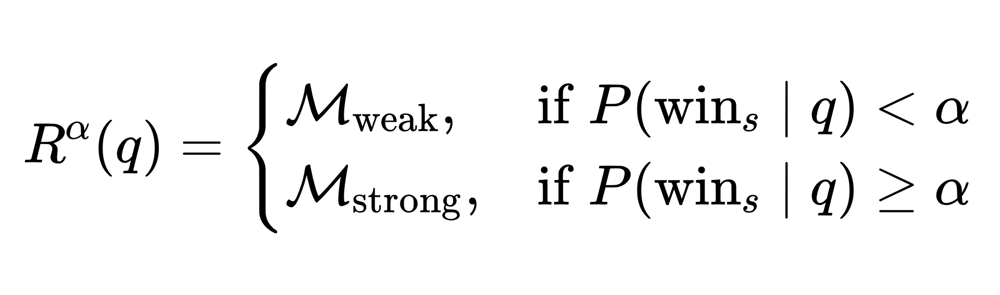 R^α(q) = { M_weak, if P(win_s | q) < α
M_strong, if P(win_s | q) ≥ α